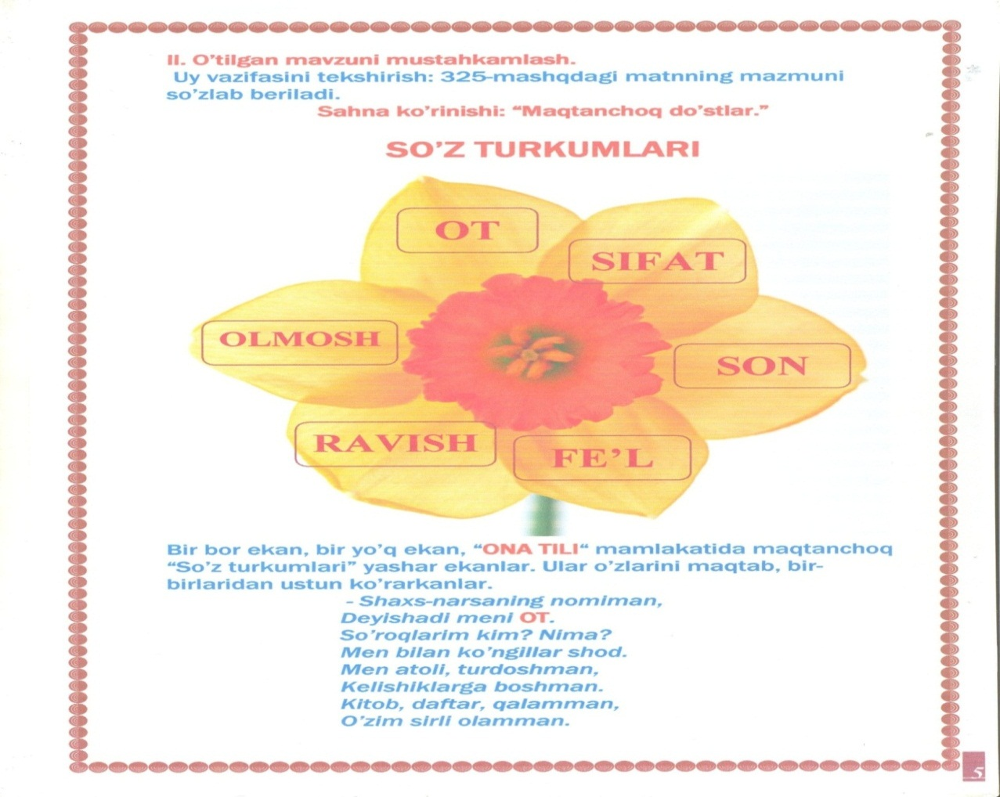 II. O'tilgan mavzuni mustahkamlash.
Uy vazifasini tekshirish: 325-mashqdagi matnning mazmuni
so'zlab beriladi.
Sahna ko'rinishi: “Maqtanchoq do'stlar.”
SO'Z TURKUMLARI
OT
SIFAT
OLMOSH
SON
RAVISH
FE'L
Bir bor ekan, bir yo'q ekan, “ONA TILI“ mamlakatida maqtanchoq
“So'z turkumlari” yashar ekanlar. Ular o'zlarini maqtab, bir-
birlaridan ustun ko'rarkanlar.
- Shaxs-narsaning nomiman,
Deyishadi meni OT.
So'roqlarim kim? Nima?
Men bilan ko'ngillar shod.
Men atoli, turdoshman,
Kelishiklarga boshman.
Kitob, daftar, qalamman,
O'zim sirli olamman.
5